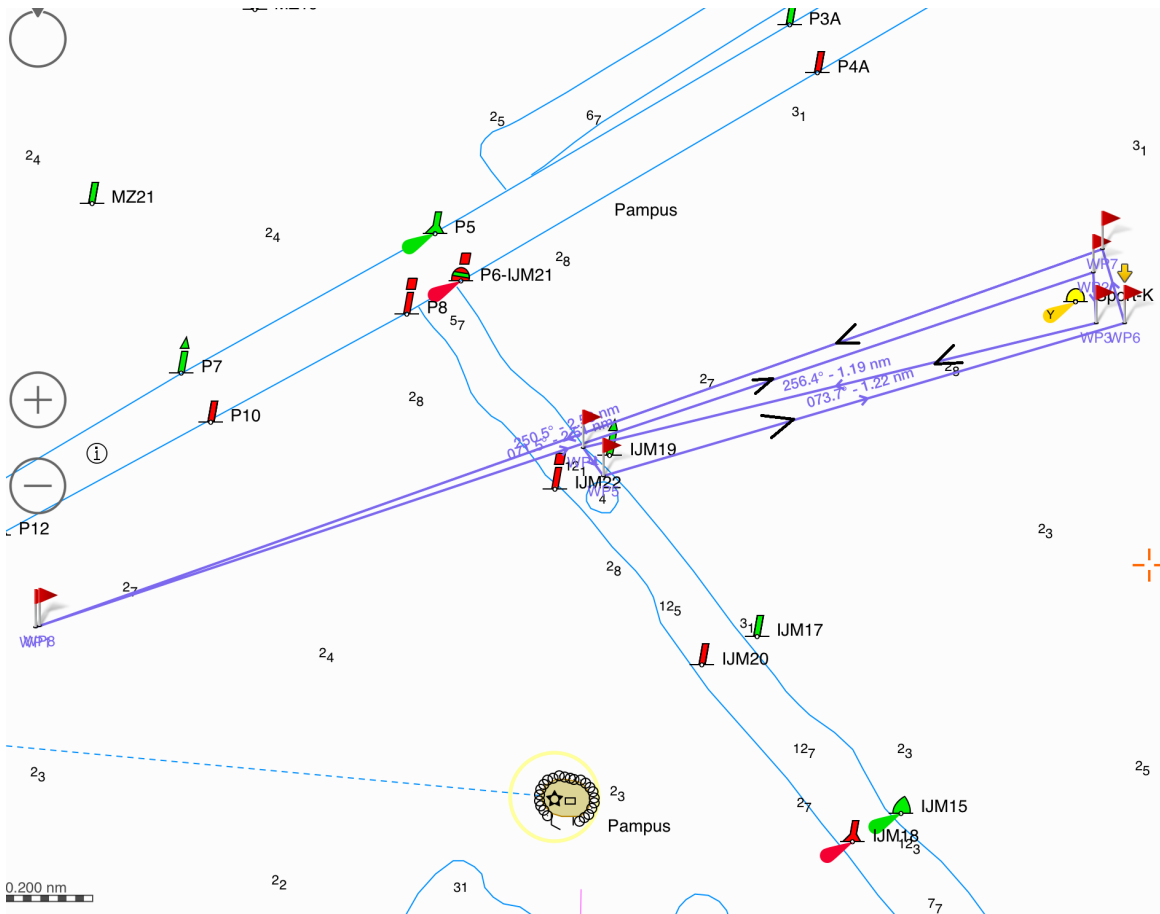 P3A
P4A
2₅
6₇
3₁
2₄
3₁
MZ21
Pampus
P5
2₄
2₈
P6-IJM21
WP7
Sport-K
P8
Y
5₇
WP3
WP6
P7
256.4° - 1.19 nm
2₈
2₇
073.7° - 1.22 nm
2₈
P10
IJM19
12₁
IJM22
WP5
4
P12
2₃
2₈
2₇
12₅
3₁
IJM17
2₄
IJM20
12₇
2₃
2₃
2₅
2₃
2₇
IJM15
Pampus
IJM18
12₃
2₂
31
0.200 nm
7₇